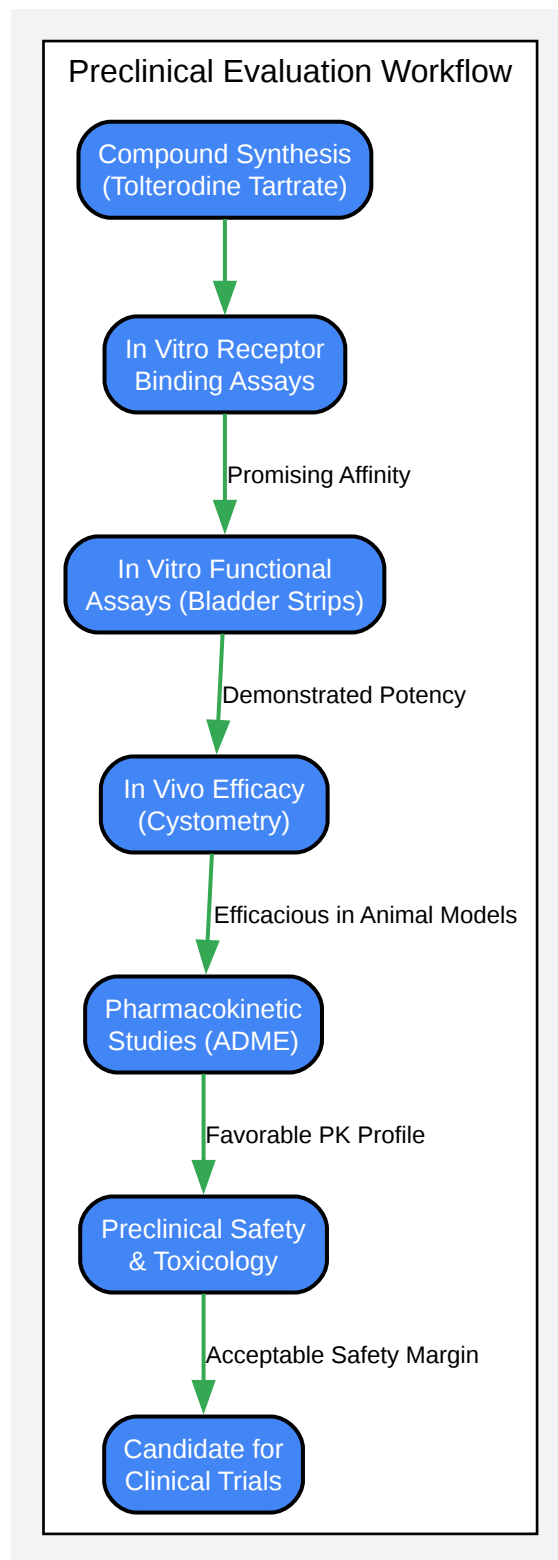 Preclinical Evaluation Workflow
Compound Synthesis
(Tolterodine Tartrate)
In Vitro Receptor
Binding Assays
Promising Affinity
In Vitro Functional
Assays (Bladder Strips)
Demonstrated Potency
In Vivo Efficacy
(Cystometry)
Efficacious in Animal Models
Pharmacokinetic
Studies (ADME)
Favorable PK Profile
Preclinical Safety
& Toxicology
Acceptable Safety Margin
Candidate for
Clinical Trials